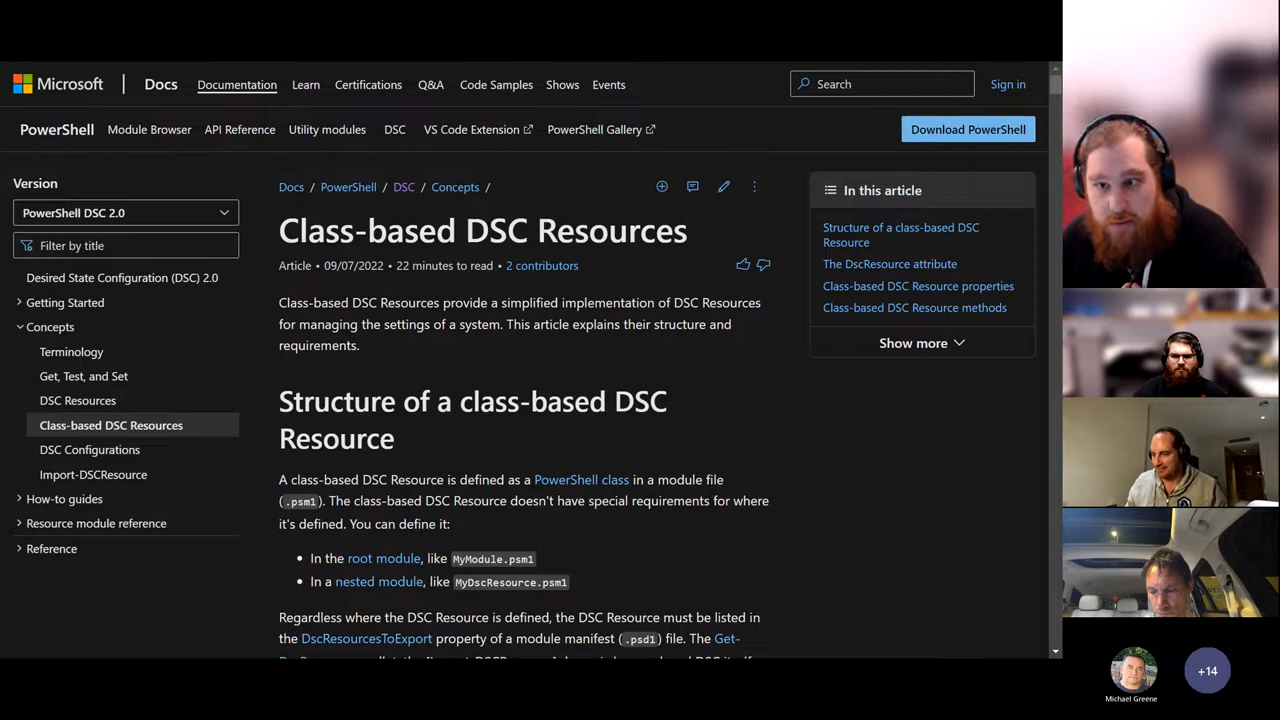 Microsoft Docs Documentation Learn Certifications Q&A Code Samples Shows Events Search Sign in
PowerShell Module Browser API Reference Utility modules DSC VS Code Extension PowerShell Gallery Download PowerShell
Version
PowerShell DSC 2.0
Filter by title
Desired State Configuration (DSC) 2.0
Getting Started
Concepts
Terminology
Get, Test, and Set
DSC Resources
Class-based DSC Resources
DSC Configurations
Import-DSCResource
How-to guides
Resource module reference
Reference
Docs / PowerShell / DSC / Concepts /
Class-based DSC Resources
Article • 09/07/2022 • 22 minutes to read • 2 contributors
Class-based DSC Resources provide a simplified implementation of DSC Resources
for managing the settings of a system. This article explains their structure and
requirements.
Structure of a class-based DSC
Resource
A class-based DSC Resource is defined as a PowerShell class in a module file
(.psm1). The class-based DSC Resource doesn't have special requirements for where
it's defined. You can define it:
• In the root module, like MyModule.psm1
• In a nested module, like MyDscResource.psm1
Regardless where the DSC Resource is defined, the DSC Resource must be listed in
the DscResourcesToExport property of a module manifest (.psd1) file. The Get-
In this article
Structure of a class-based DSC
Resource
The DscResource attribute
Class-based DSC Resource properties
Class-based DSC Resource methods
Show more
Michael Greene
+14